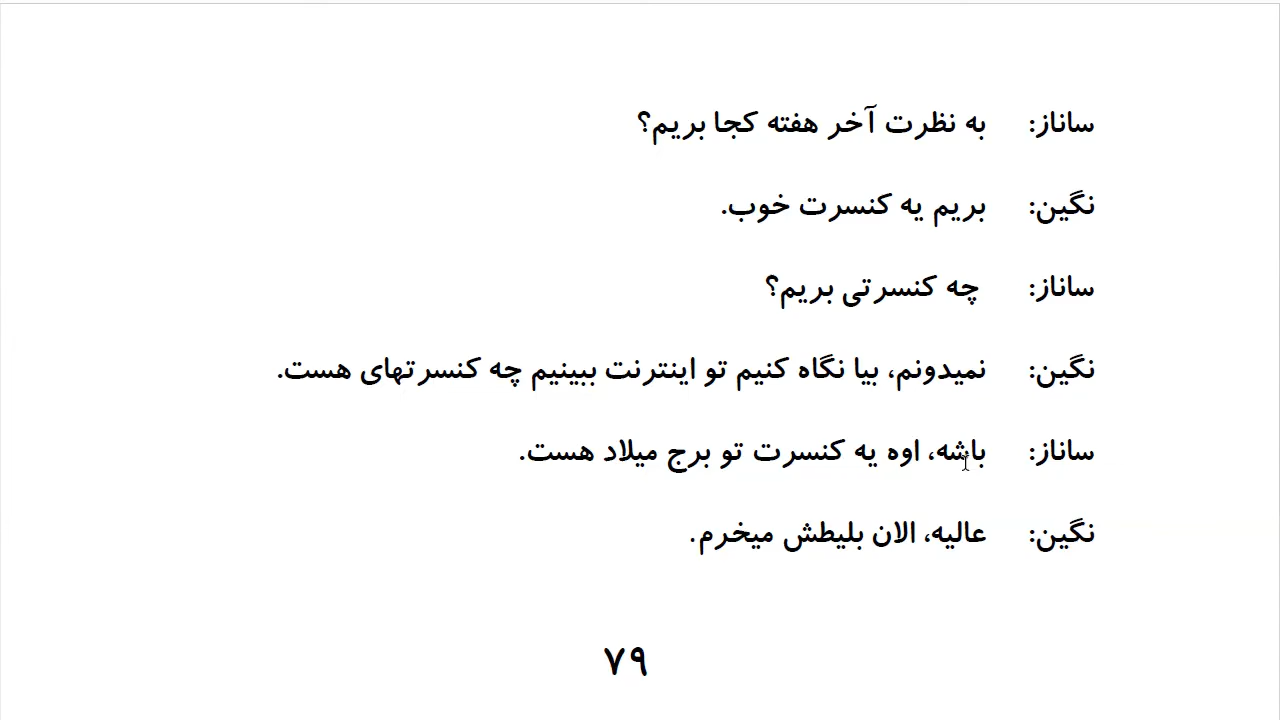 ساناز: به نظرت آخر هفته کجا بریم؟
نگین: بریم یه کنسرت خوب.
ساناز: چه کنسرتی بریم؟
نگین: نمیدونم، بیا نگاه کنیم تو اینترنت ببینیم چه کنسرتهای هست.
ساناز: باشه، اوه یه کنسرت تو برج میلاد هست.
نگین: عالیه، الان بلیطش میخرم.
۷۹